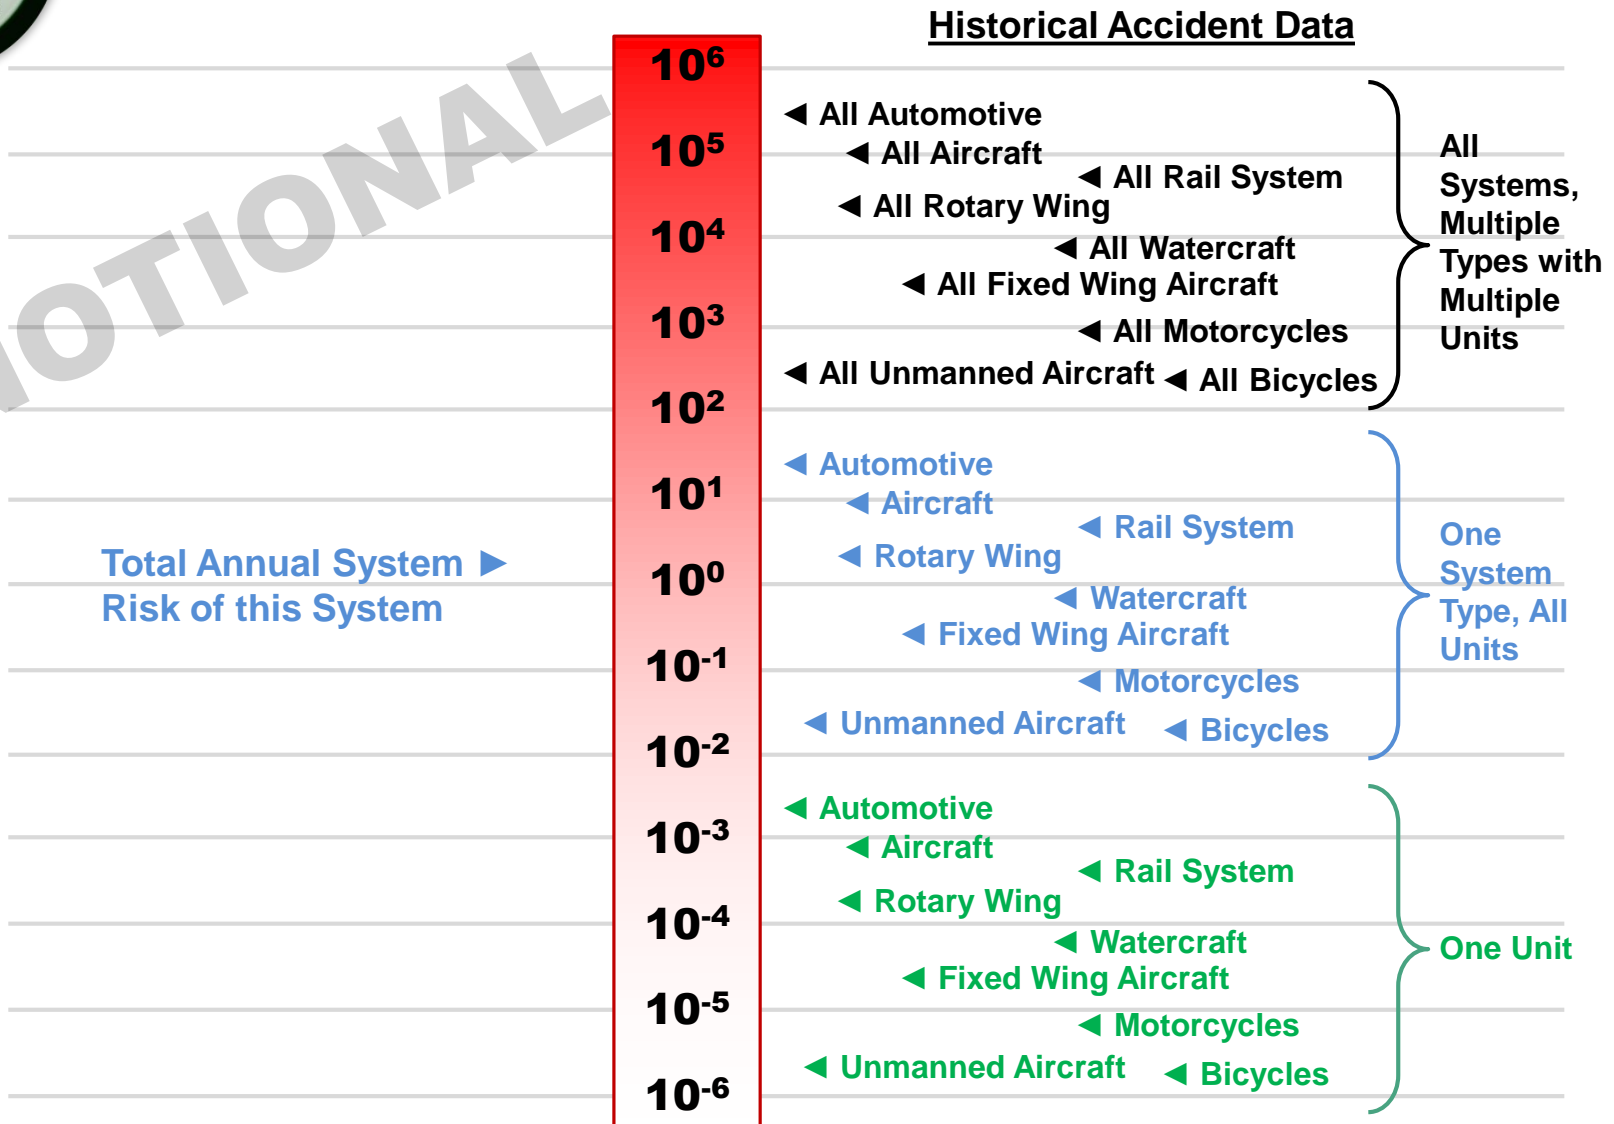 Historical Accident Data
NOTIONAL
10⁶
10⁵
10⁴
10³
10²
10¹
10⁰
10⁻¹
10⁻²
10⁻³
10⁻⁴
10⁻⁵
10⁻⁶
Total Annual System ►
Risk of this System
◄ All Automotive
◄ All Aircraft
◄ All Rail System
◄ All Rotary Wing
◄ All Watercraft
◄ All Fixed Wing Aircraft
◄ All Motorcycles
◄ All Unmanned Aircraft
◄ All Bicycles
All
Systems,
Multiple
Types with
Multiple
Units
◄ Automotive
◄ Aircraft
◄ Rail System
◄ Rotary Wing
◄ Watercraft
◄ Fixed Wing Aircraft
◄ Motorcycles
◄ Unmanned Aircraft
◄ Bicycles
One
System
Type, All
Units
◄ Automotive
◄ Aircraft
◄ Rail System
◄ Rotary Wing
◄ Watercraft
◄ Fixed Wing Aircraft
◄ Motorcycles
◄ Unmanned Aircraft
◄ Bicycles
One Unit